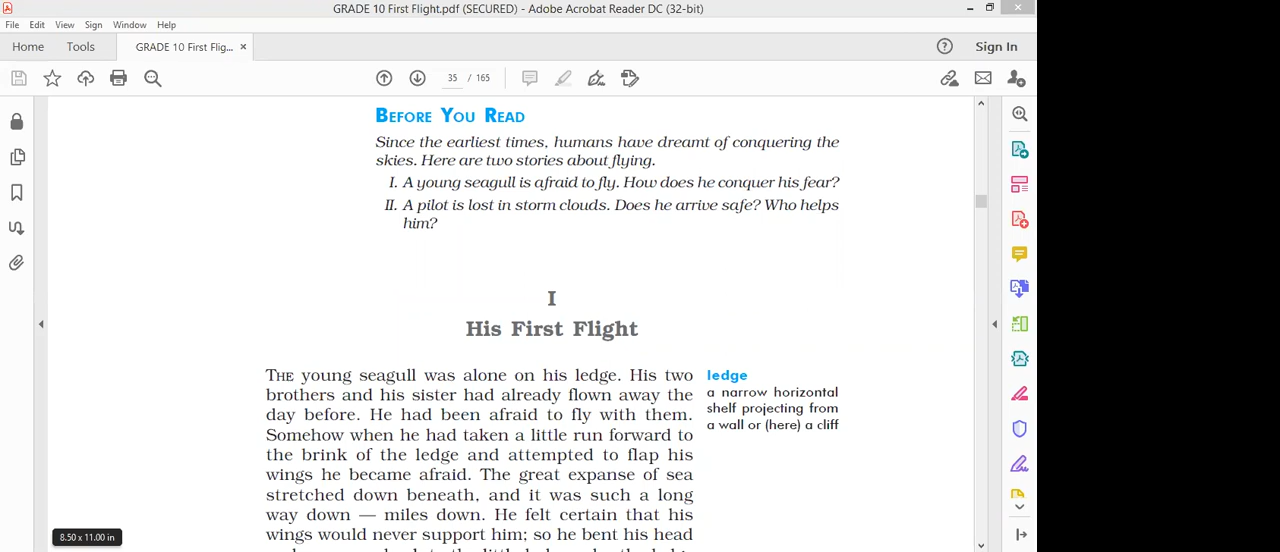 GRADE 10 First Flight.pdf (SECURED) - Adobe Acrobat Reader DC (32-bit)
File Edit View Sign Window Help
Home Tools GRADE 10 First Flig... × Sign In
35 / 165
BEFORE YOU READ
Since the earliest times, humans have dreamt of conquering the
skies. Here are two stories about flying.
I. A young seagull is afraid to fly. How does he conquer his fear?
II. A pilot is lost in storm clouds. Does he arrive safe? Who helps
him?
I
His First Flight
THE young seagull was alone on his ledge. His two
brothers and his sister had already flown away the
day before. He had been afraid to fly with them.
Somehow when he had taken a little run forward to
the brink of the ledge and attempted to flap his
wings he became afraid. The great expanse of sea
stretched down beneath, and it was such a long
way down — miles down. He felt certain that his
wings would never support him; so he bent his head
ledge
a narrow horizontal
shelf projecting from
a wall or (here) a cliff
8.50 x 11.00 in